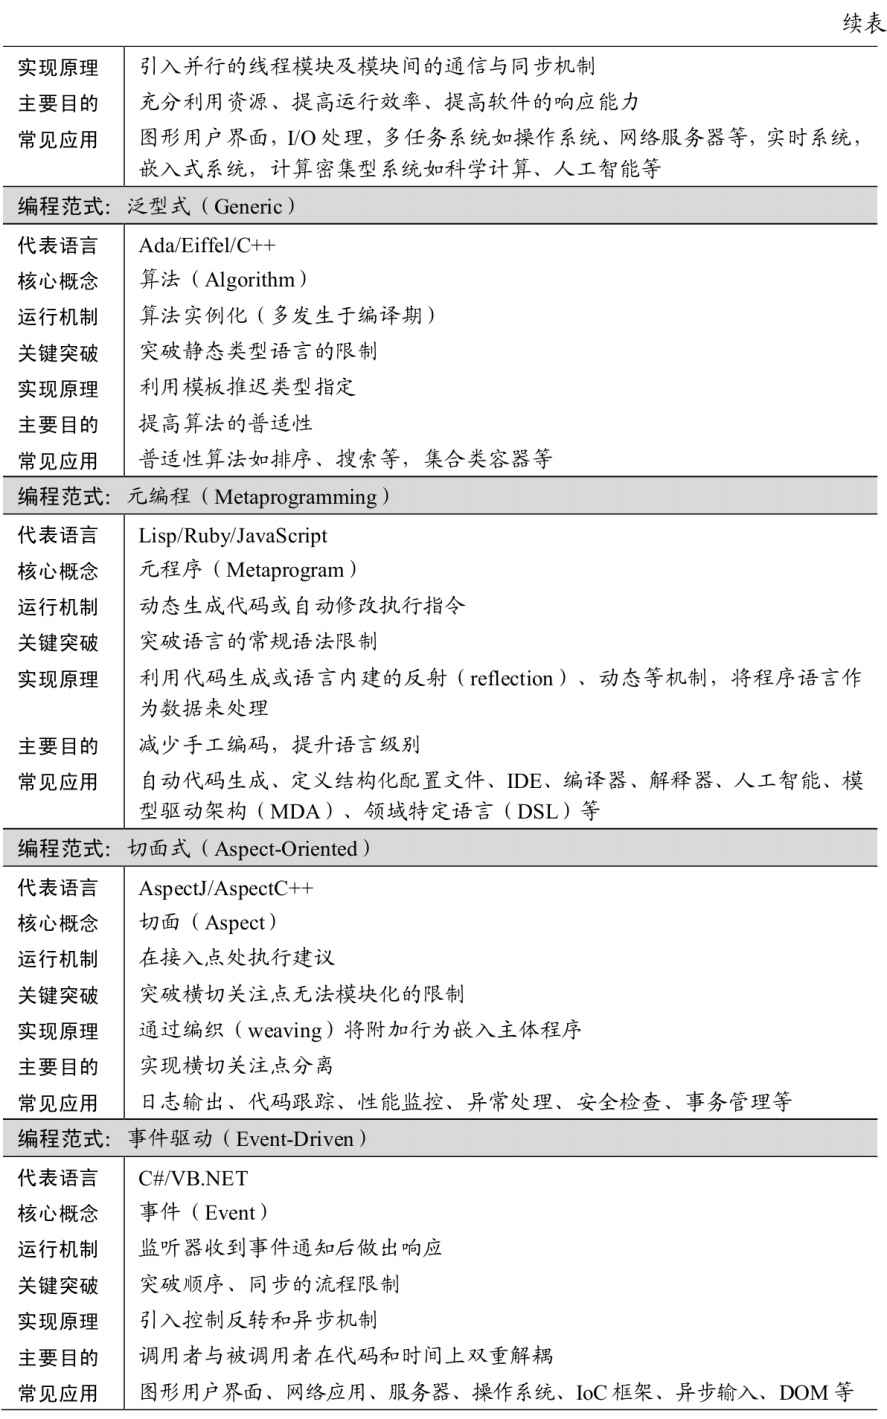 续表
实现原理 引入并行的线程模块及模块间的通信与同步机制
主要目的 充分利用资源、提高运行效率、提高软件的响应能力
常见应用 图形用户界面，I/O 处理，多任务系统如操作系统、网络服务器等，实时系统，
嵌入式系统，计算密集型系统如科学计算、人工智能等
编程范式：泛型式（Generic）
代表语言 Ada/Eiffel/C++
核心概念 算法（Algorithm）
运行机制 算法实例化（多发生于编译期）
关键突破 突破静态类型语言的限制
实现原理 利用模板推迟类型指定
主要目的 提高算法的普适性
常见应用 普适性算法如排序、搜索等，集合类容器等
编程范式：元编程（Metaprogramming）
代表语言 Lisp/Ruby/JavaScript
核心概念 元程序（Metaprogram）
运行机制 动态生成代码或自动修改执行指令
关键突破 突破语言的常规语法限制
实现原理 利用代码生成或语言内建的反射（reflection）、动态等机制，将程序语言作
为数据来处理
主要目的 减少手工编码，提升语言级别
常见应用 自动代码生成、定义结构化配置文件、IDE、编译器、解释器、人工智能、模
型驱动架构（MDA）、领域特定语言（DSL）等
编程范式：切面式（Aspect-Oriented）
代表语言 AspectJ/AspectC++
核心概念 切面（Aspect）
运行机制 在接入点处执行建议
关键突破 突破横切关注点无法模块化的限制
实现原理 通过编织（weaving）将附加行为嵌入主体程序
主要目的 实现横切关注点分离
常见应用 日志输出、代码跟踪、性能监控、异常处理、安全检查、事务管理等
编程范式：事件驱动（Event-Driven）
代表语言 C#/VB.NET
核心概念 事件（Event）
运行机制 监听器收到事件通知后做出响应
关键突破 突破顺序、同步的流程限制
实现原理 引入控制反转和异步机制
主要目的 调用者与被调用者在代码和时间上双重解耦
常见应用 图形用户界面、网络应用、服务器、操作系统、IoC 框架、异步输入、DOM 等